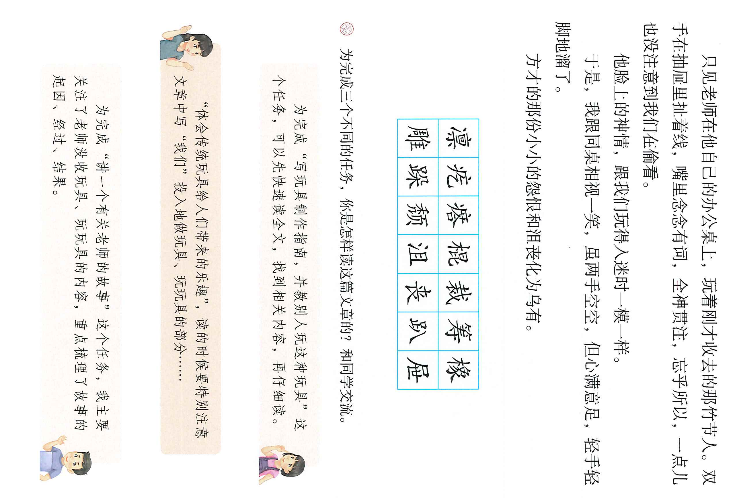 只见老师在他自己的办公桌上，玩着刚才收去的那竹节人。双
手在抽屉里扯着线，嘴里念念有词，全神贯注，忘乎所以，一点儿
也没注意到我们在偷看。
他脸上的神情，跟我们玩得入迷时一模一样。
于是，我跟同桌相视一笑，虽两手空空，但心满意足，轻手轻
脚地溜了。
方才的那份小小的怨恨和沮丧化为乌有。
凛疙瘩棍裁筹橡
雕跺颓沮丧趴屉
为完成三个不同的任务，你是怎样读这篇文章的？和同学交流。
为完成“写玩具制作指南，并教别人玩这种玩具”这
个任务，可以先快速读全文，找到相关内容，再仔细读。
“体会传统玩具给人们带来的乐趣”，读的时候要特别注意
文章中写“我们”投入地做玩具、玩玩具的部分……
为完成“讲一个有关老师的故事”这个任务，我主要
关注了老师没收玩具、玩玩具的内容，重点梳理了故事的
起因、经过、结果。